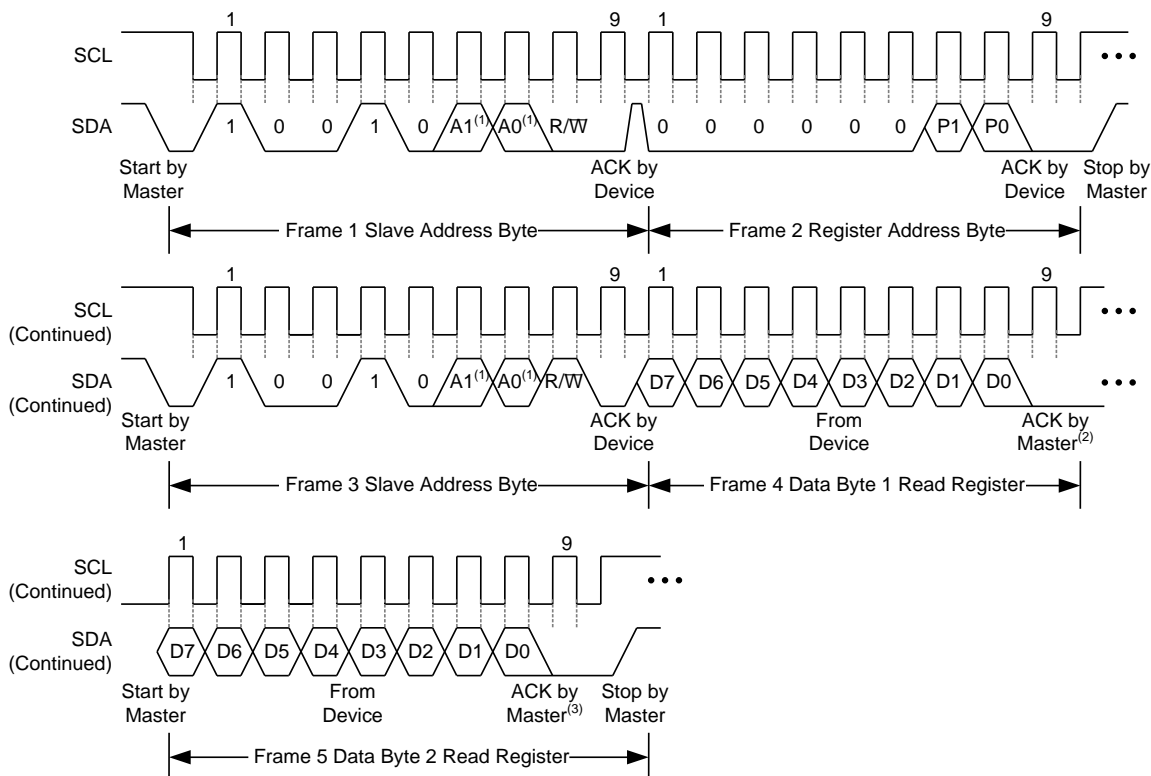 1 9 1 9
SCL
SDA 1 0 0 1 0 A1(1) A0(1) R/W̅ 0 0 0 0 0 0 P1 P0
Start by Master ACK by Device ACK by Device Stop by Master
Frame 1 Slave Address Byte Frame 2 Register Address Byte
1 9 1 9
SCL (Continued)
SDA (Continued) 1 0 0 1 0 A1(1) A0(1) R/W̅ D7 D6 D5 D4 D3 D2 D1 D0
Start by Master ACK by Device From Device ACK by Master(2)
Frame 3 Slave Address Byte Frame 4 Data Byte 1 Read Register
1 9
SCL (Continued)
SDA (Continued) D7 D6 D5 D4 D3 D2 D1 D0
Start by Master From Device ACK by Master(3) Stop by Master
Frame 5 Data Byte 2 Read Register